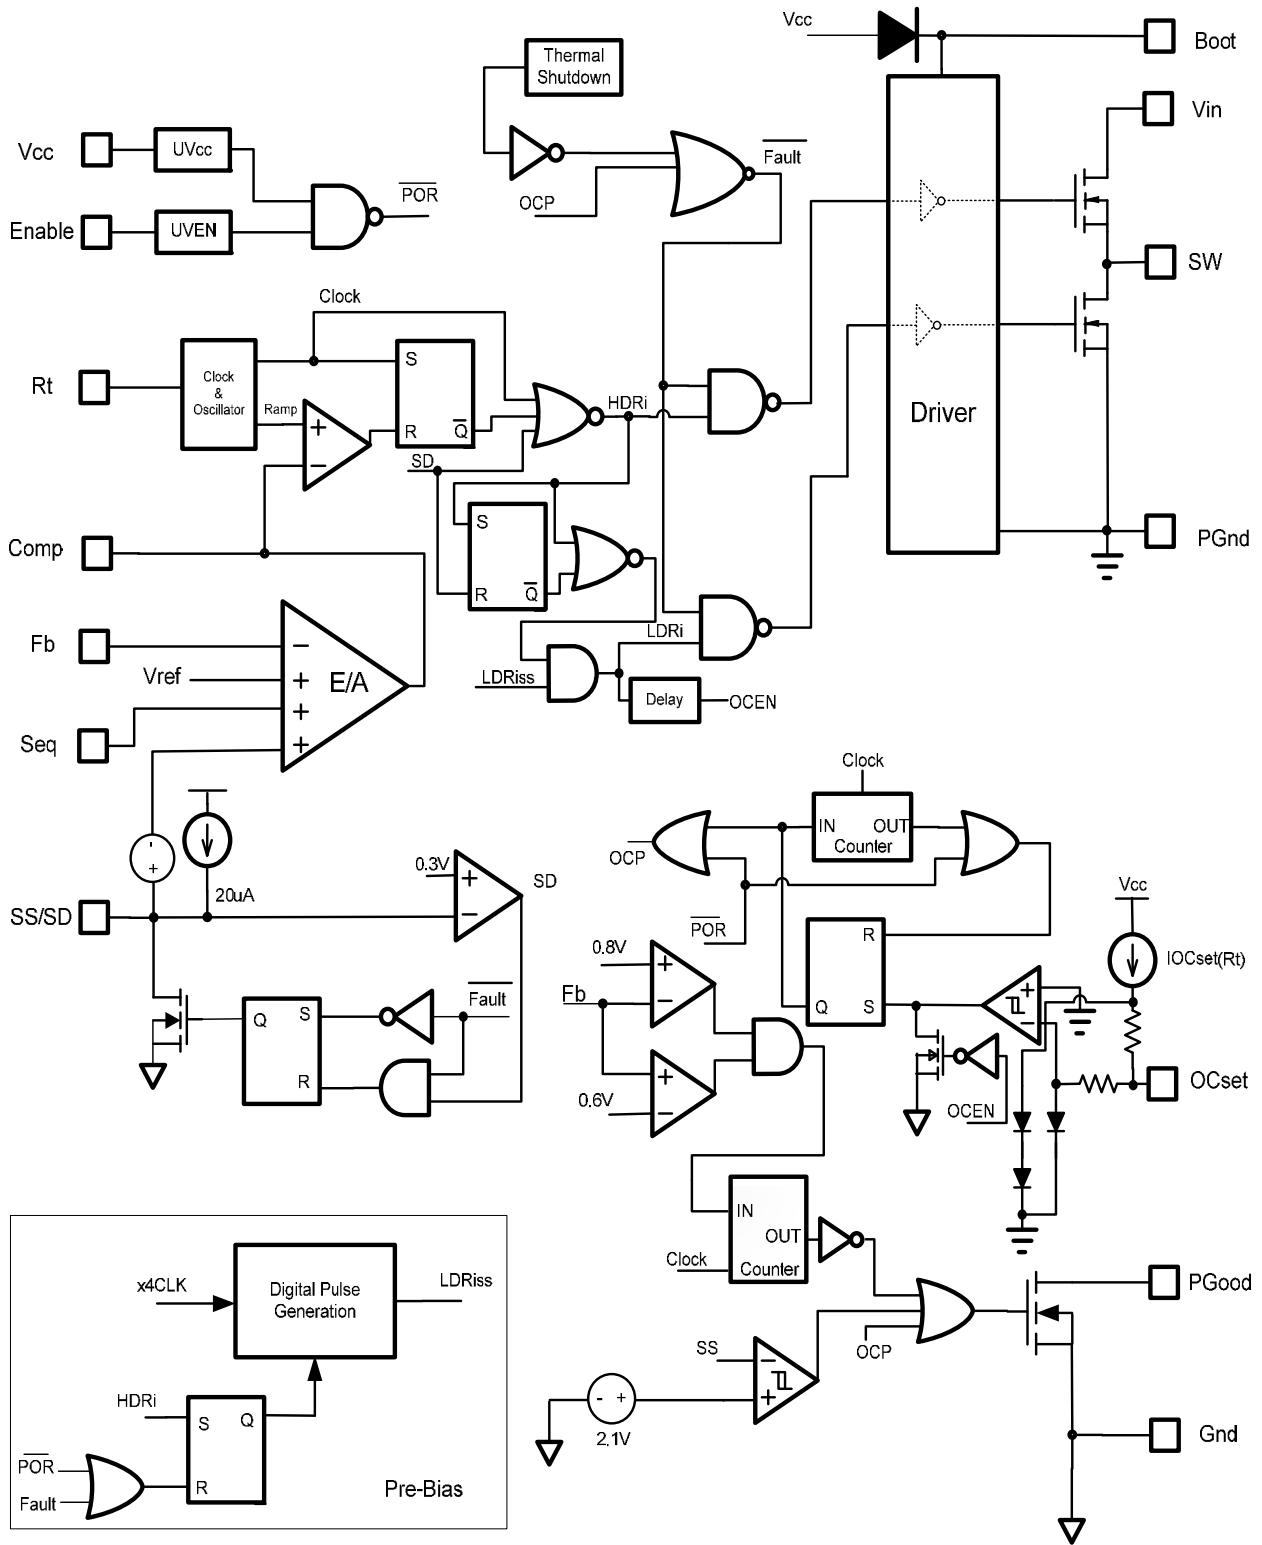 Vcc
Boot
Thermal
Shutdown
Vin
Vcc
UVcc
Fault
POR
OCP
Enable
UVEN
SW
Clock
Rt
Clock
&
Oscillator
Ramp
+
−
S
R
Q
HDRi
Driver
SD
S
R
Q
Comp
PGnd
Fb
−
Vref
+
E/A
LDRi
LDRiss
+
Seq
+
Delay
OCEN
Clock
IN
OUT
Counter
OCP
-
+
20uA
0.3V
+
−
SD
SS/SD
Vcc
POR
R
Q
S
0.8V
+
−
IOCset(Rt)
Fb
+
−
Fault
Q
S
R
+
−
0.6V
OCEN
OCset
IN
OUT
Counter
Clock
PGood
x4CLK
Digital Pulse
Generation
LDRiss
SS
−
+
OCP
- +
2.1V
HDRi
S
Q
R
POR
Fault
Pre-Bias
Gnd